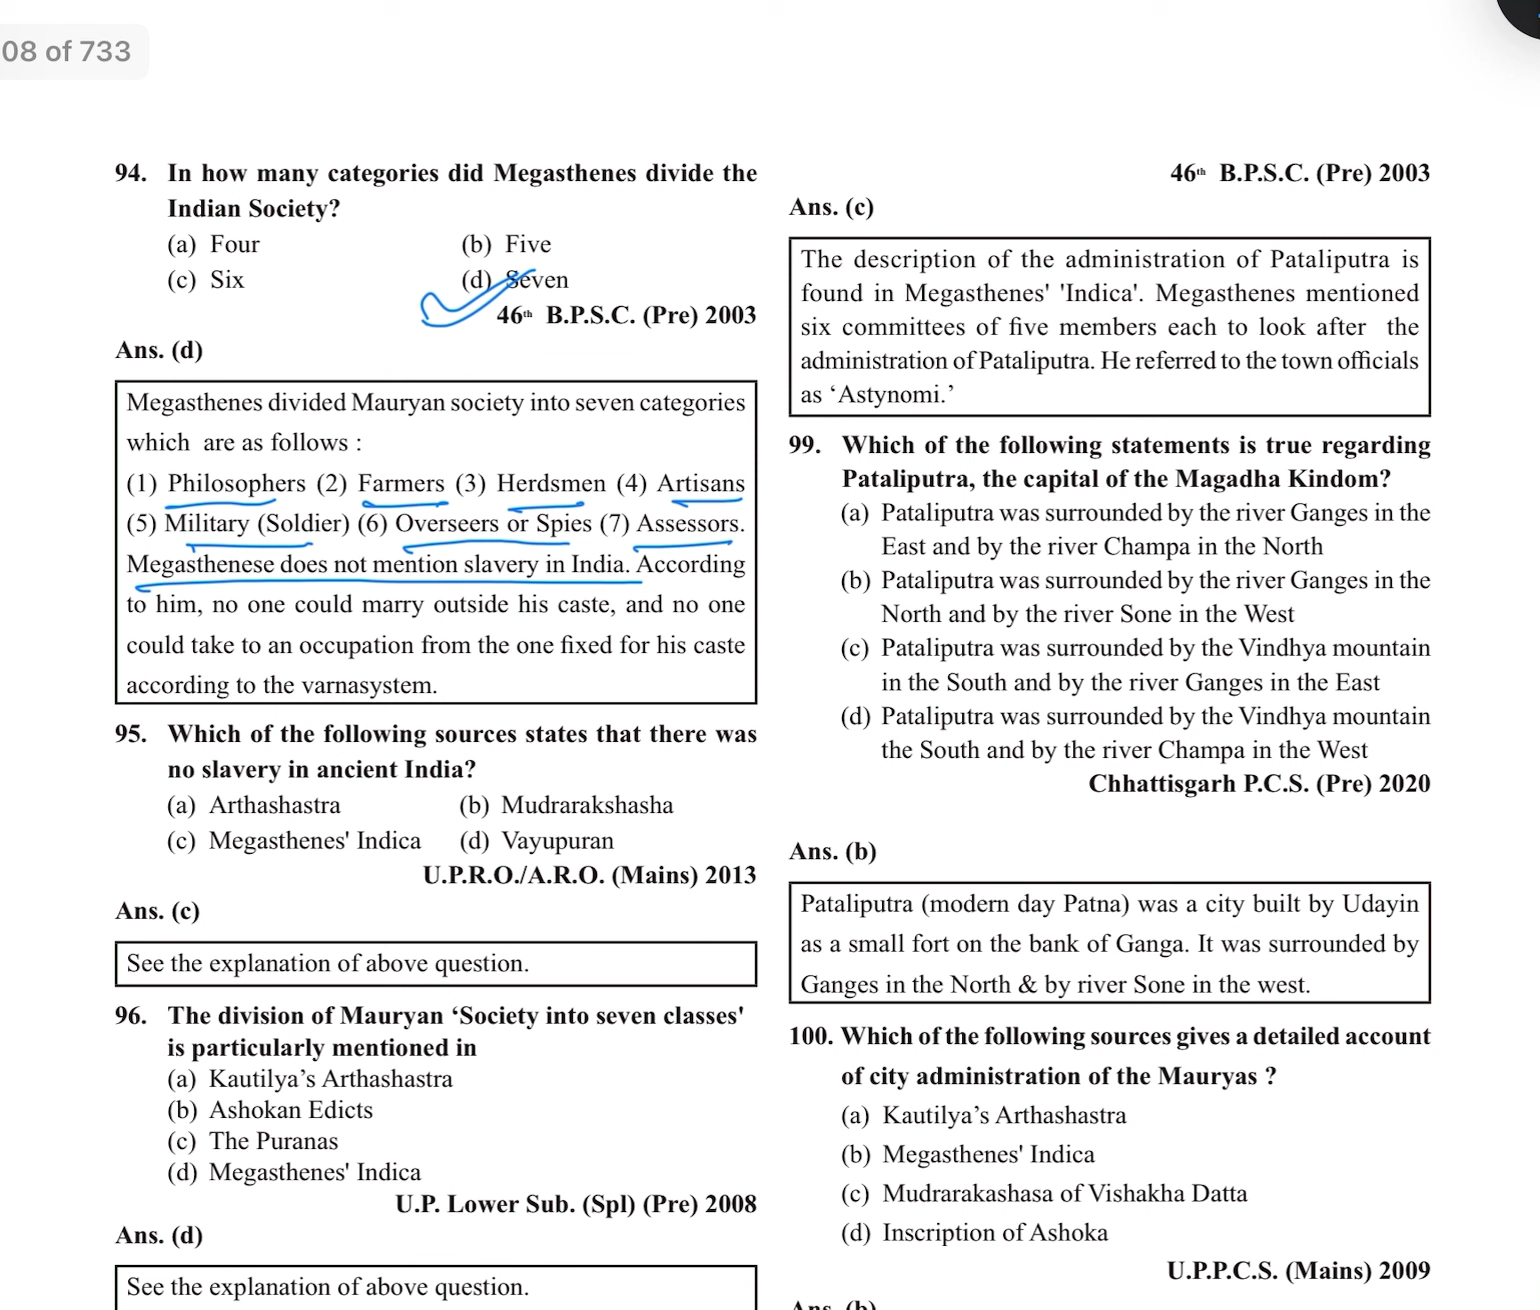 08 of 733
94. In how many categories did Megasthenes divide the
Indian Society?
(a) Four (b) Five
(c) Six (d) Seven
46th B.P.S.C. (Pre) 2003
Ans. (d)
Megasthenes divided Mauryan society into seven categories
which are as follows :
(1) Philosophers (2) Farmers (3) Herdsmen (4) Artisans
(5) Military (Soldier) (6) Overseers or Spies (7) Assessors.
Megasthenese does not mention slavery in India. According
to him, no one could marry outside his caste, and no one
could take to an occupation from the one fixed for his caste
according to the varnasystem.
95. Which of the following sources states that there was
no slavery in ancient India?
(a) Arthashastra (b) Mudrarakshasha
(c) Megasthenes' Indica (d) Vayupuran
U.P.R.O./A.R.O. (Mains) 2013
Ans. (c)
See the explanation of above question.
96. The division of Mauryan ‘Society into seven classes'
is particularly mentioned in
(a) Kautilya’s Arthashastra
(b) Ashokan Edicts
(c) The Puranas
(d) Megasthenes' Indica
U.P. Lower Sub. (Spl) (Pre) 2008
Ans. (d)
See the explanation of above question.
46th B.P.S.C. (Pre) 2003
Ans. (c)
The description of the administration of Pataliputra is
found in Megasthenes' 'Indica'. Megasthenes mentioned
six committees of five members each to look after the
administration of Pataliputra. He referred to the town officials
as ‘Astynomi.’
99. Which of the following statements is true regarding
Pataliputra, the capital of the Magadha Kindom?
(a) Pataliputra was surrounded by the river Ganges in the
East and by the river Champa in the North
(b) Pataliputra was surrounded by the river Ganges in the
North and by the river Sone in the West
(c) Pataliputra was surrounded by the Vindhya mountain
in the South and by the river Ganges in the East
(d) Pataliputra was surrounded by the Vindhya mountain
the South and by the river Champa in the West
Chhattisgarh P.C.S. (Pre) 2020
Ans. (b)
Pataliputra (modern day Patna) was a city built by Udayin
as a small fort on the bank of Ganga. It was surrounded by
Ganges in the North & by river Sone in the west.
100. Which of the following sources gives a detailed account
of city administration of the Mauryas ?
(a) Kautilya’s Arthashastra
(b) Megasthenes' Indica
(c) Mudrarakashasa of Vishakha Datta
(d) Inscription of Ashoka
U.P.P.C.S. (Mains) 2009
Ans. (b)